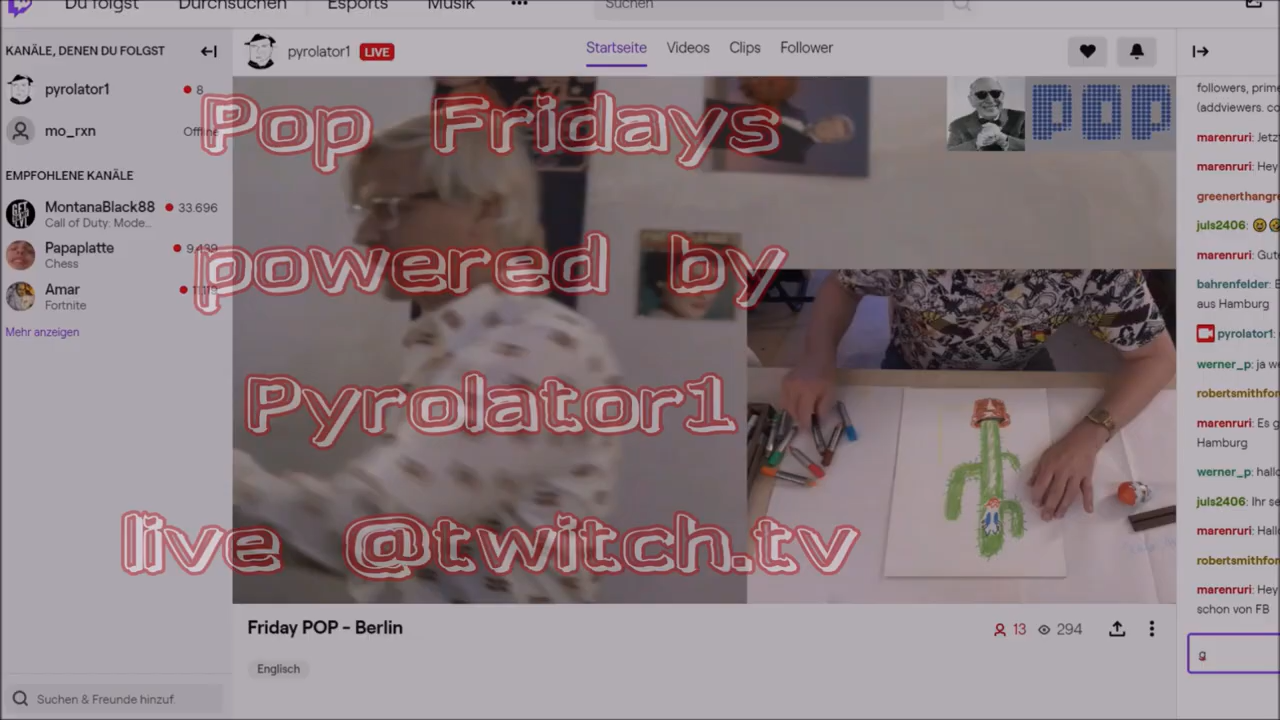 Du folgst
Durchsuchen
Esports
Musik
Suchen
KANÄLE, DENEN DU FOLGST
pyrolator1
8
mo_rxn
Offline
EMPFOHLENE KANÄLE
MontanaBlack88
33.696
Call of Duty: Mode...
Papaplatte
9.439
Chess
Amar
Fortnite
Mehr anzeigen
Suchen & Freunde hinzuf.
pyrolator1 LIVE
Startseite Videos Clips Follower
POP
Pop Fridays
powered by
Pyrolator1
live @twitch.tv
Friday POP - Berlin
13 294
Englisch
followers, prime
(addviewers. co
marenruri: Jetz
marenruri: Hey
greenerthangr
juls2406:
marenruri: Gut
bahrenfelder: E
aus Hamburg
pyrolator1:
werner_p: ja w
robertsmithfor
marenruri: Es g
Hamburg
werner_p: hallo
juls2406: Ihr se
marenruri: Hallo
robertsmithfor
marenruri: Hey
schon von FB
g